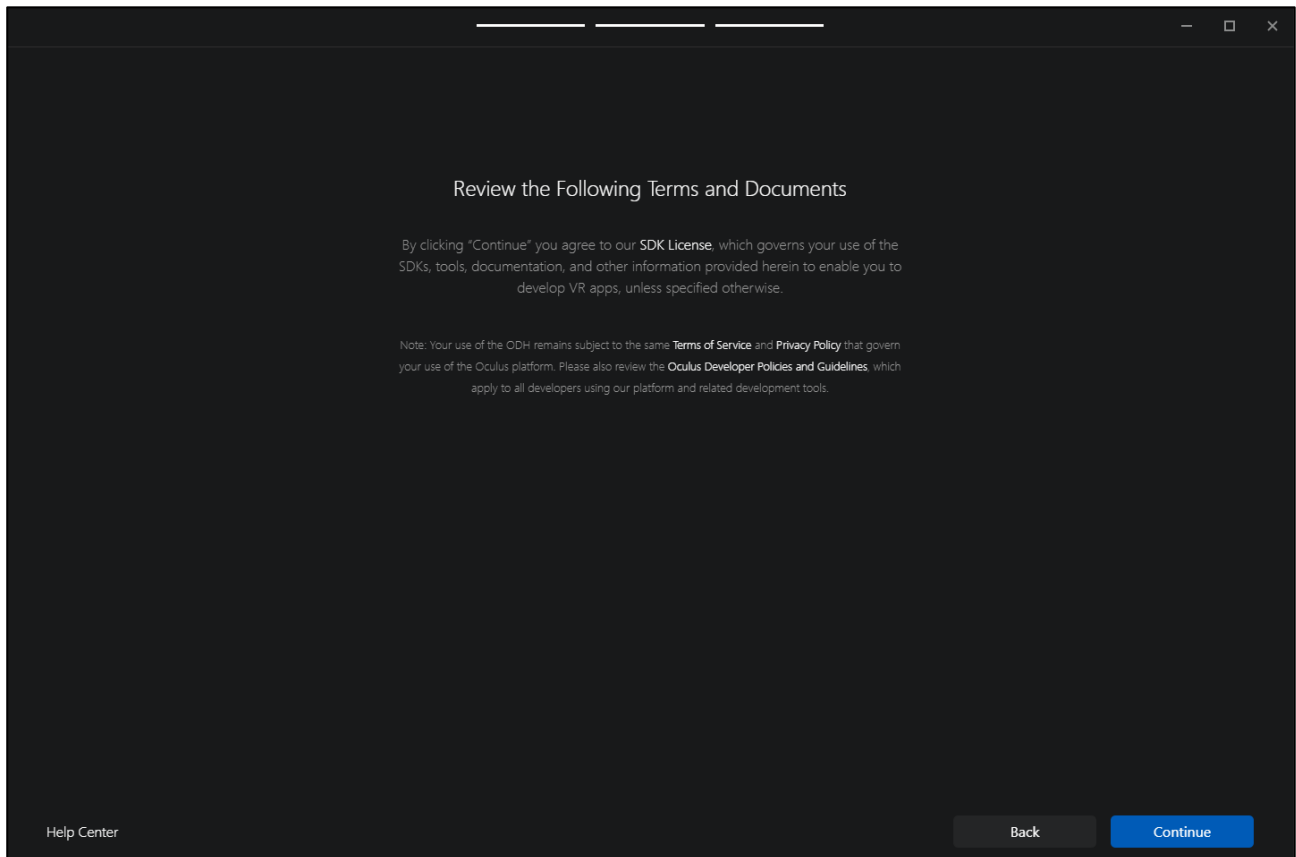 Review the Following Terms and Documents
By clicking "Continue" you agree to our SDK License, which governs your use of the
SDKs, tools, documentation, and other information provided herein to enable you to
develop VR apps, unless specified otherwise.
Note: Your use of the ODH remains subject to the same Terms of Service and Privacy Policy that govern
your use of the Oculus platform. Please also review the Oculus Developer Policies and Guidelines, which
apply to all developers using our platform and related development tools.
Help Center
Back
Continue